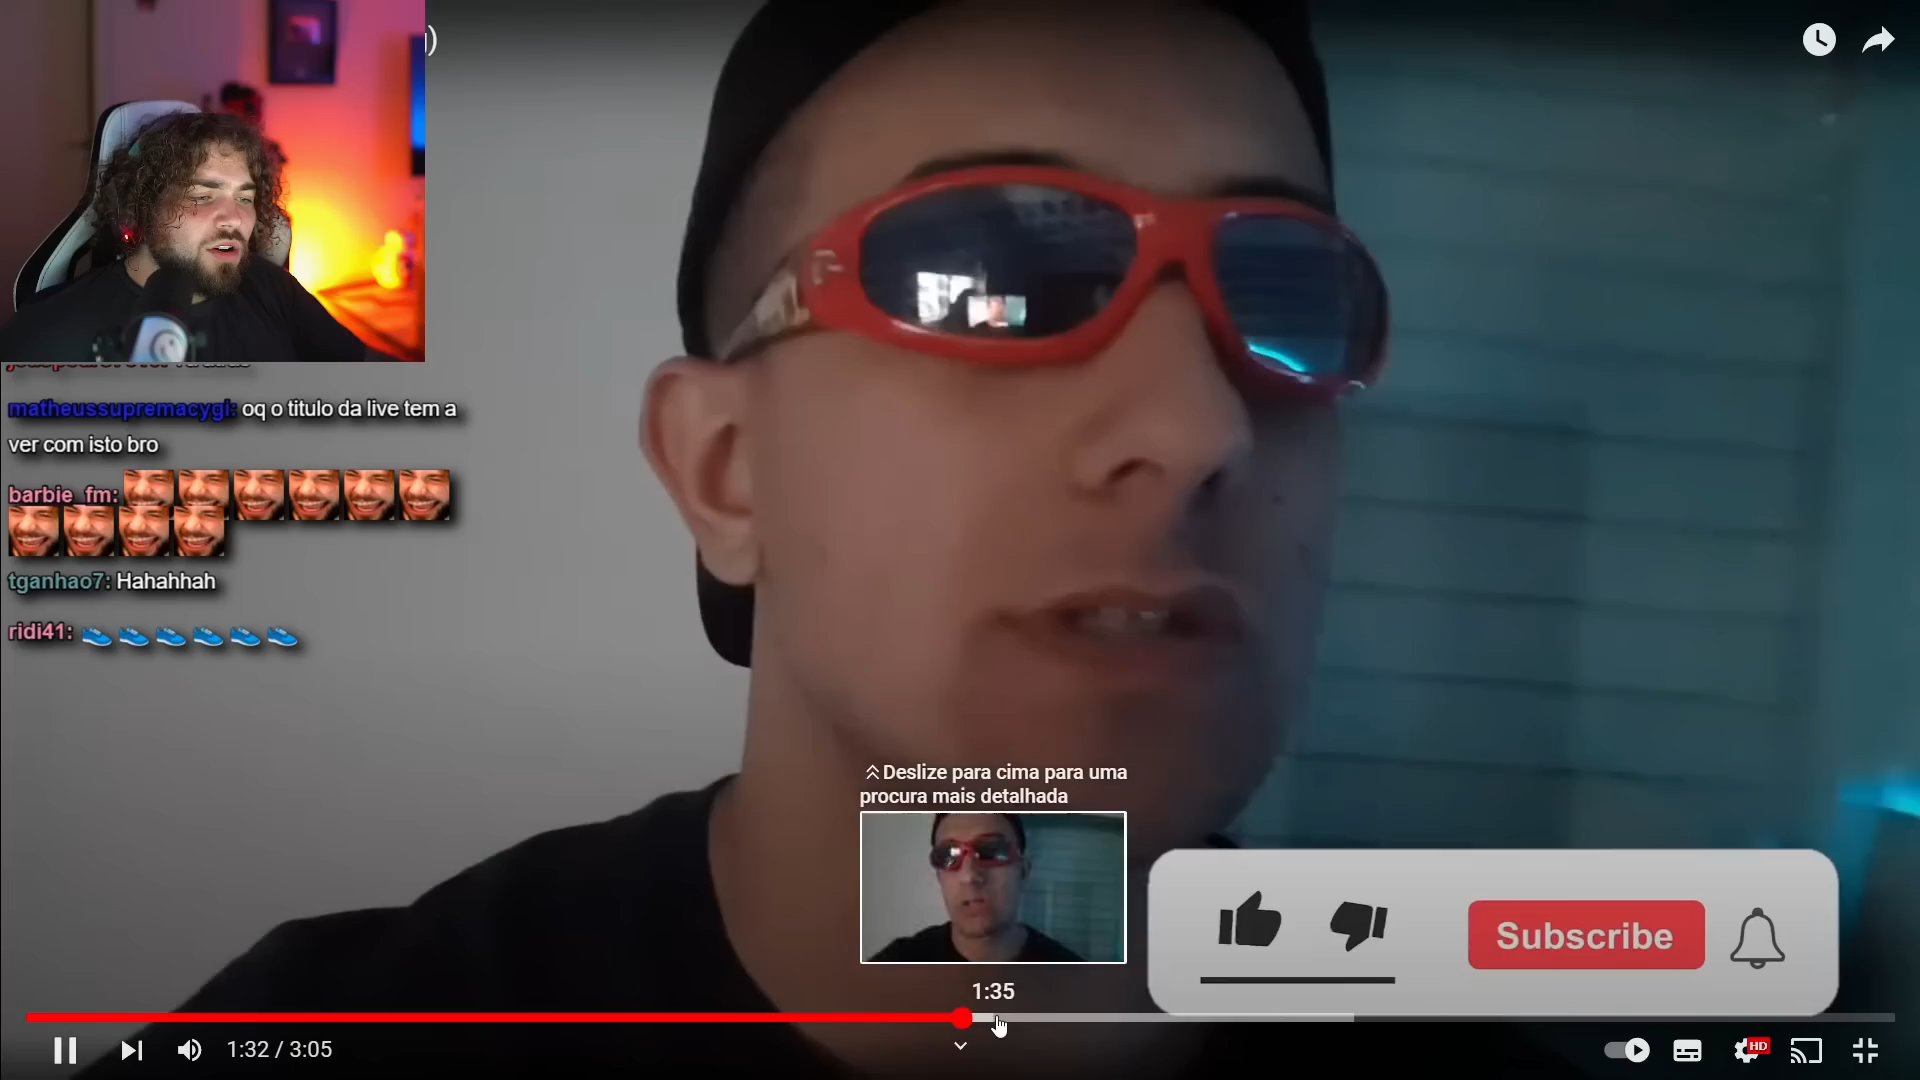 )
matheussupremacygl: oq o titulo da live tem a
ver com isto bro
barbie_fm:
tganhao7: Hahahhah
ridi41:
Deslize para cima para uma
procura mais detalhada
Subscribe
1:35
1:32 / 3:05
HD